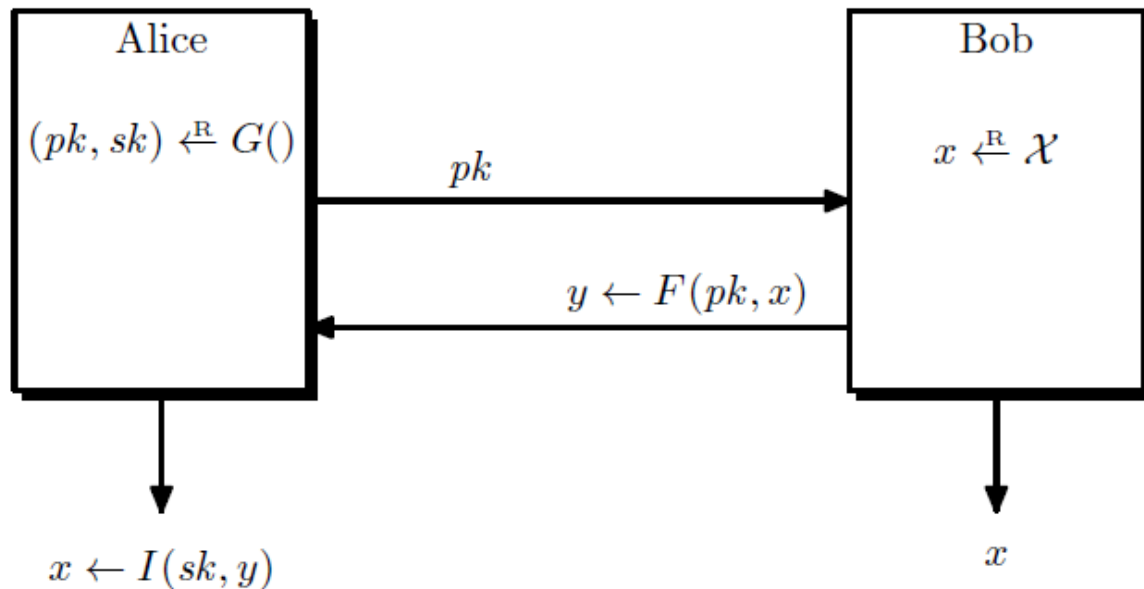 Alice
(pk, sk) ←ᴿ G()
Bob
x ←ᴿ 𝒳
pk
y ← F(pk, x)
x ← I(sk, y)
x